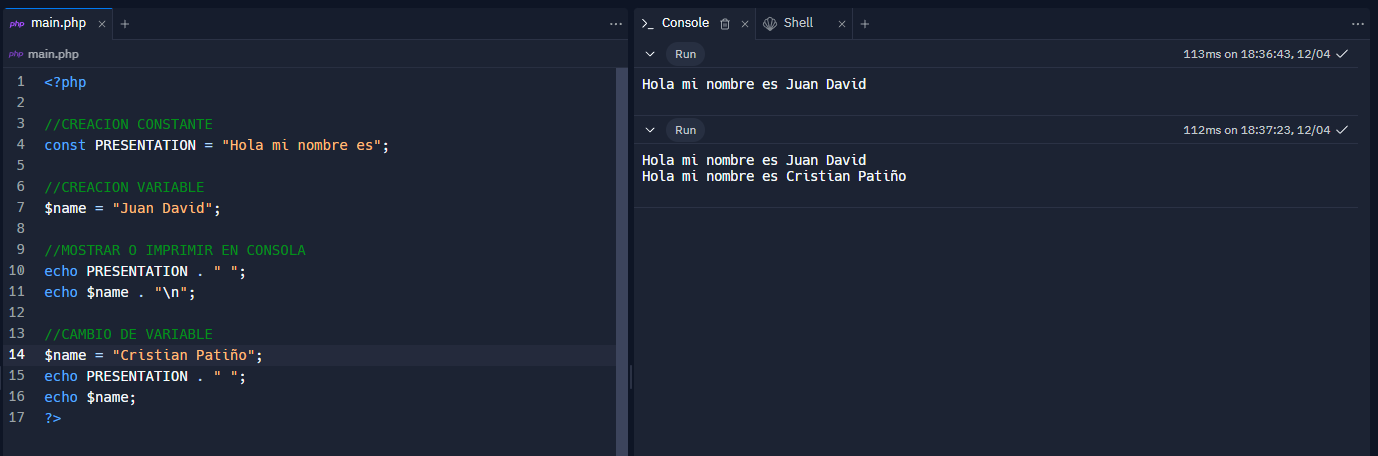 php main.php × +
php main.php
1 <?php
2
3 //CREACION CONSTANTE
4 const PRESENTATION = "Hola mi nombre es";
5
6 //CREACION VARIABLE
7 $name = "Juan David";
8
9 //MOSTRAR O IMPRIMIR EN CONSOLA
10 echo PRESENTATION . " ";
11 echo $name . "\n";
12
13 //CAMBIO DE VARIABLE
14 $name = "Cristian Patiño";
15 echo PRESENTATION . " ";
16 echo $name;
17 ?>
Console × Shell × +
Run 113ms on 18:36:43, 12/04
Hola mi nombre es Juan David
Run 112ms on 18:37:23, 12/04
Hola mi nombre es Juan David
Hola mi nombre es Cristian Patiño